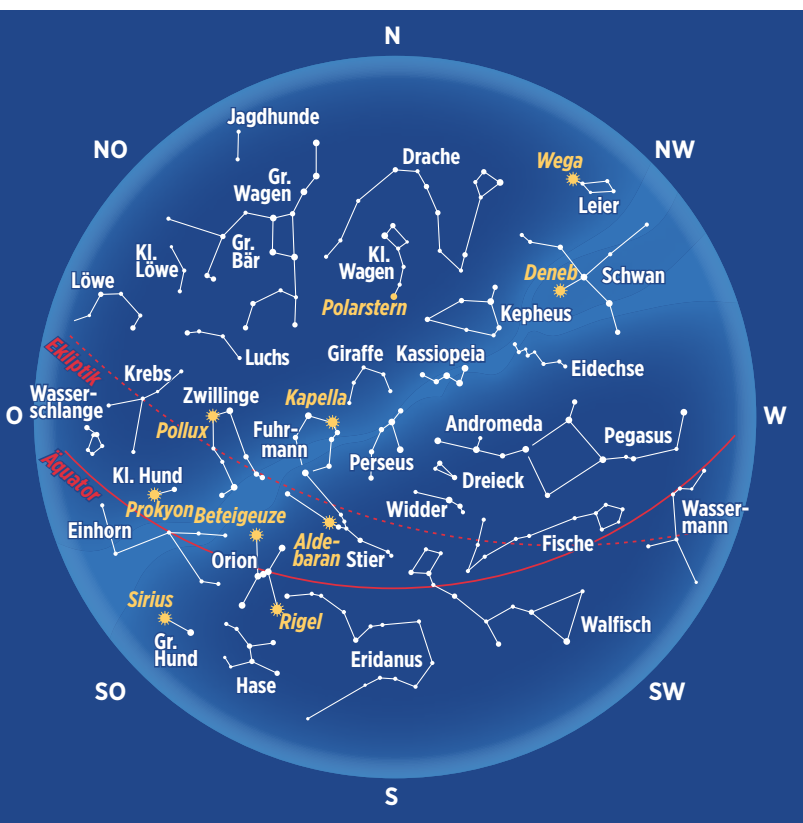 N
NO
NW
Jagdhunde
Drache
Wega
Leier
Gr.
Wagen
Gr.
Bär
Kl.
Löwe
Kl.
Wagen
Polarstern
Deneb
Schwan
Löwe
Kepheus
Ekliptik
Luchs
Giraffe
Kassiopeia
Eidechse
Krebs
Wasser-
schlange
Zwillinge
Kapella
O
W
Pollux
Fuhr-
mann
Perseus
Andromeda
Pegasus
Äquator
Kl. Hund
Dreieck
Prokyon
Beteigeuze
Widder
Wasser-
mann
Einhorn
Orion
Alde-
baran
Stier
Fische
Sirius
Rigel
Walfisch
Gr.
Hund
Hase
Eridanus
SO
SW
S